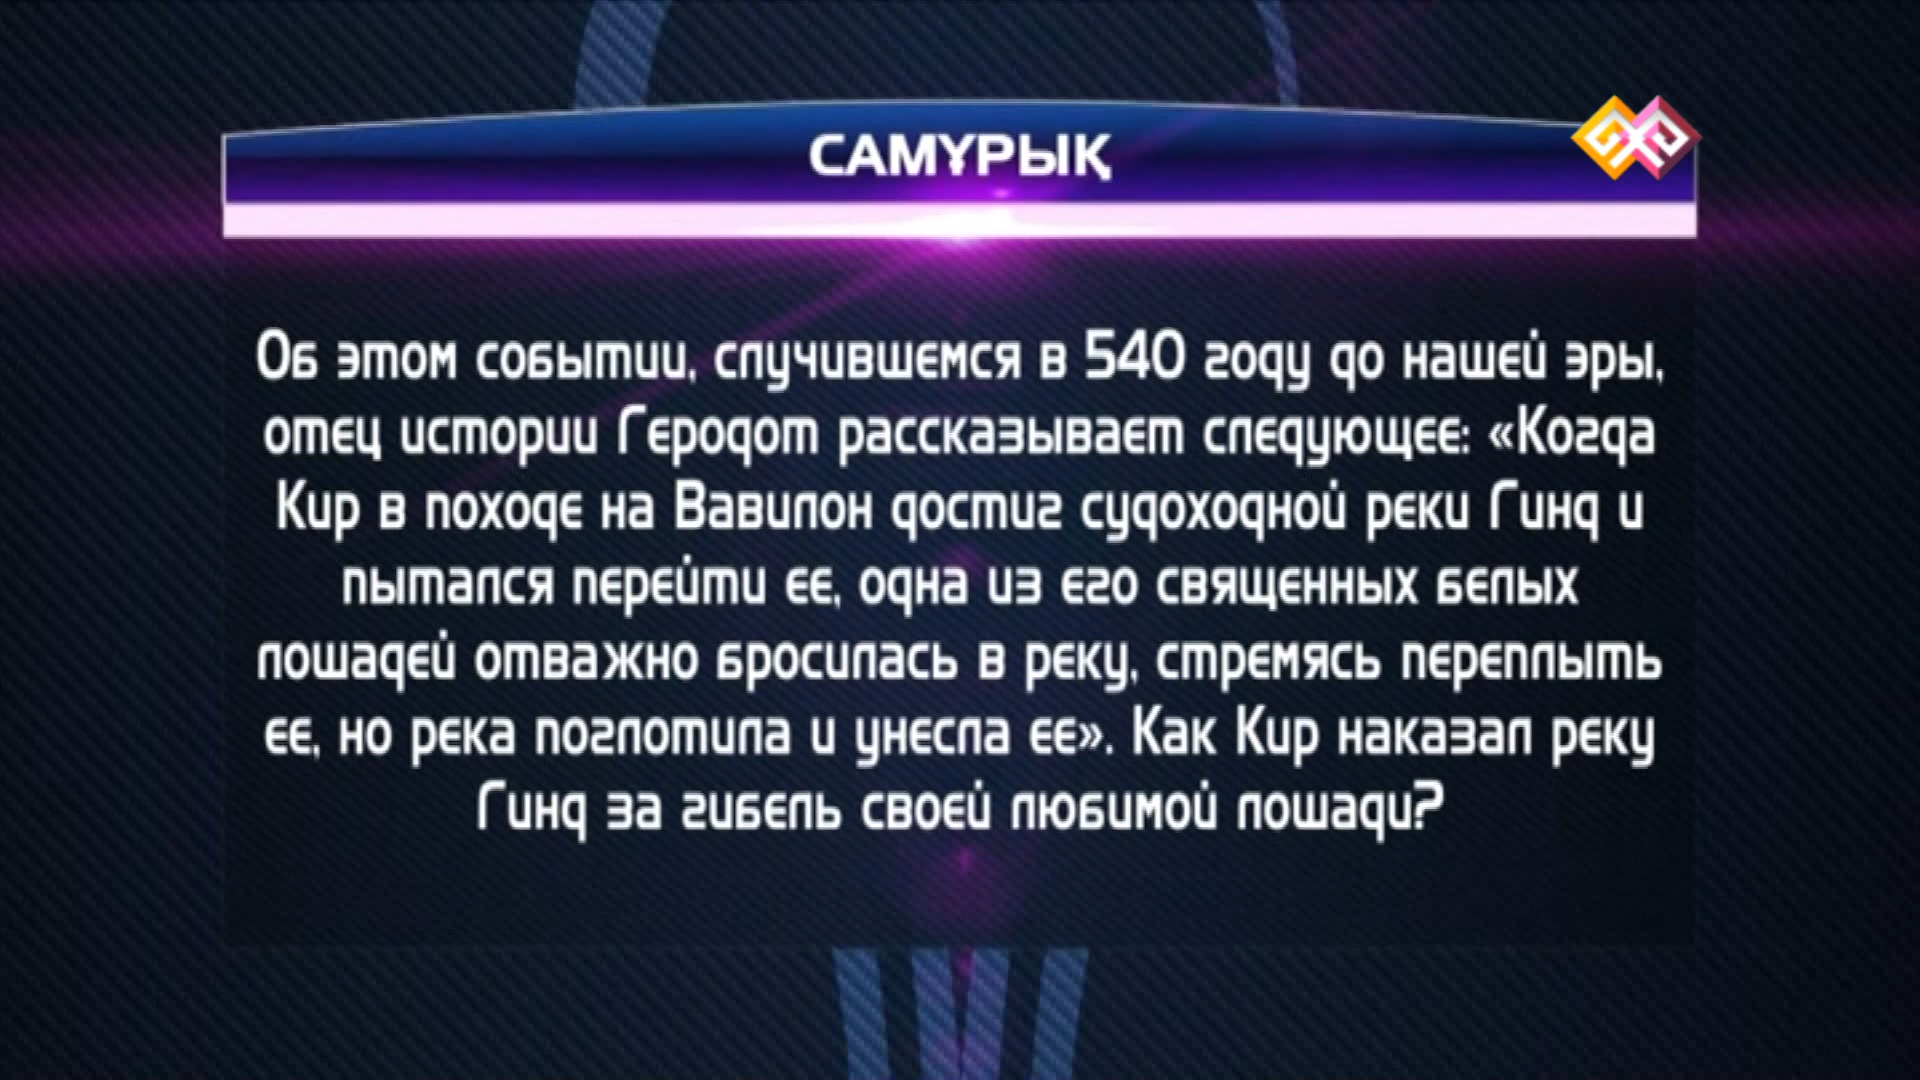 САМҰРЫҚ
Об этом событии, случившемся в 540 году до нашей эры,
отец истории Геродот рассказывает следующее: «Когда
Кир в походе на Вавилон достиг судоходной реки Гинд и
пытался перейти ее, одна из его священных белых
лошадей отважно бросилась в реку, стремясь переплыть
ее, но река поглотила и унесла ее». Как Кир наказал реку
Гинд за гибель своей любимой лошади?